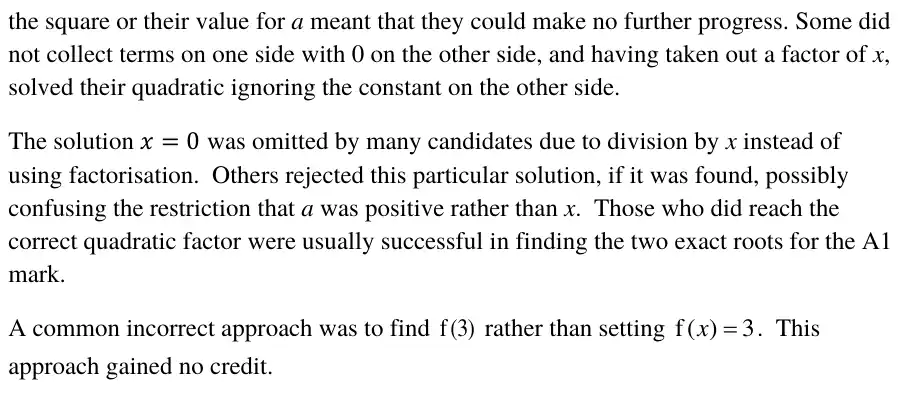 the square or their value for a meant that they could make no further progress. Some did
not collect terms on one side with 0 on the other side, and having taken out a factor of x,
solved their quadratic ignoring the constant on the other side.
The solution x = 0 was omitted by many candidates due to division by x instead of
using factorisation. Others rejected this particular solution, if it was found, possibly
confusing the restriction that a was positive rather than x. Those who did reach the
correct quadratic factor were usually successful in finding the two exact roots for the A1
mark.
A common incorrect approach was to find f(3) rather than setting f(x) = 3. This
approach gained no credit.